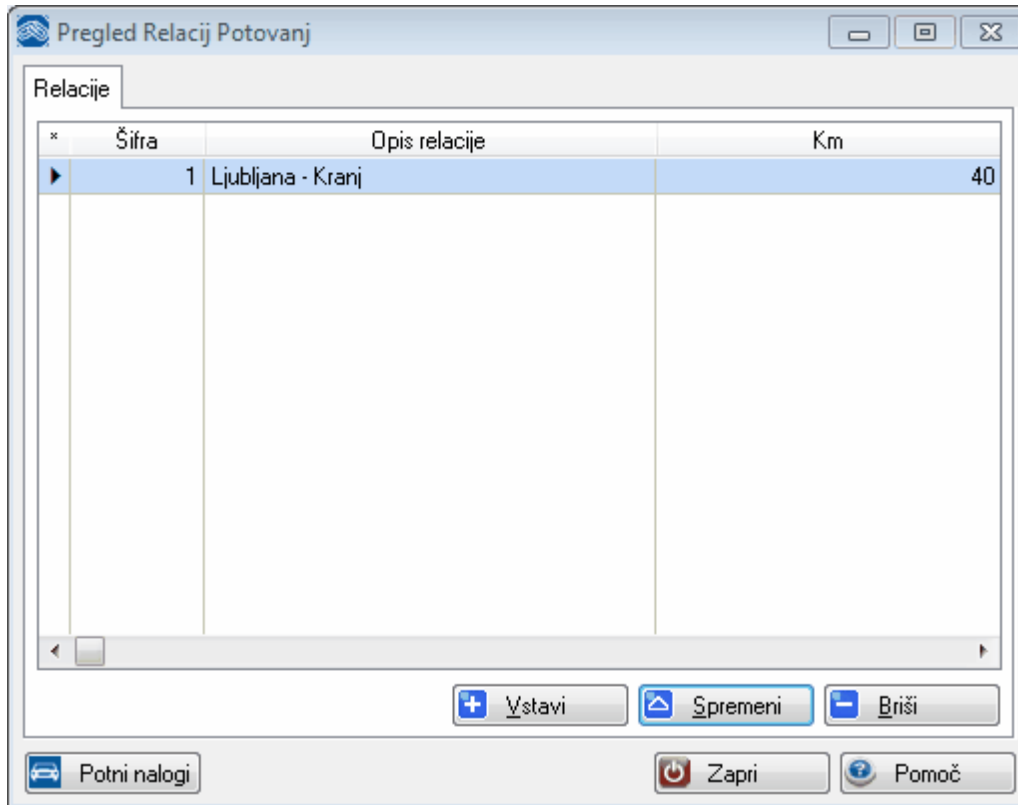 Pregled Relacij Potovanj
Relacije
* Šifra Opis relacije Km
1 Ljubljana - Kranj 40
Vstavi Spremeni Briši
Potni nalogi Zapri Pomoč